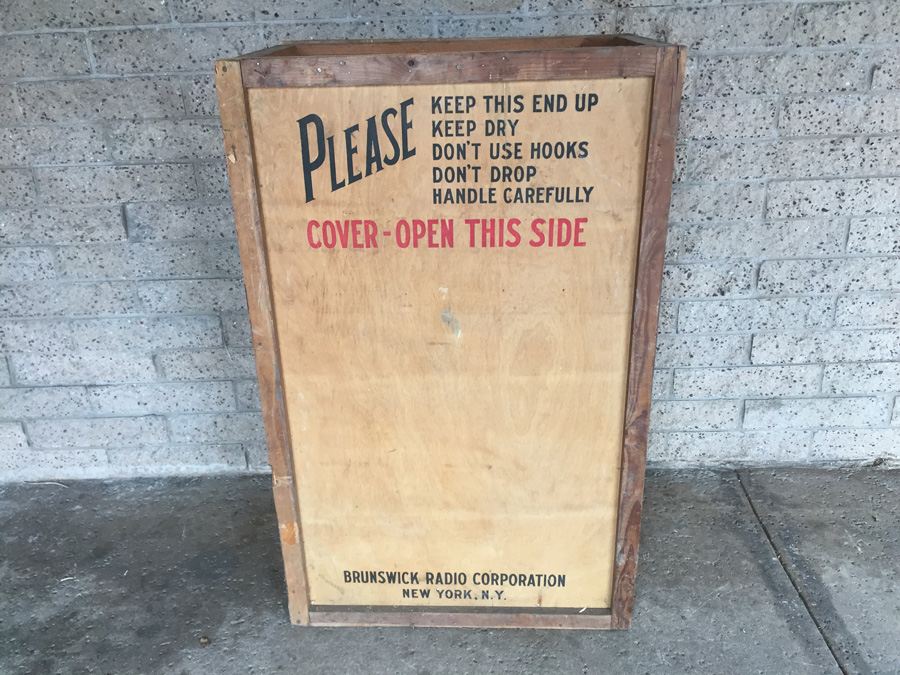 PLEASE
KEEP THIS END UP
KEEP DRY
DON'T USE HOOKS
DON'T DROP
HANDLE CAREFULLY
COVER-OPEN THIS SIDE
BRUNSWICK RADIO CORPORATION
NEW YORK, N.Y.